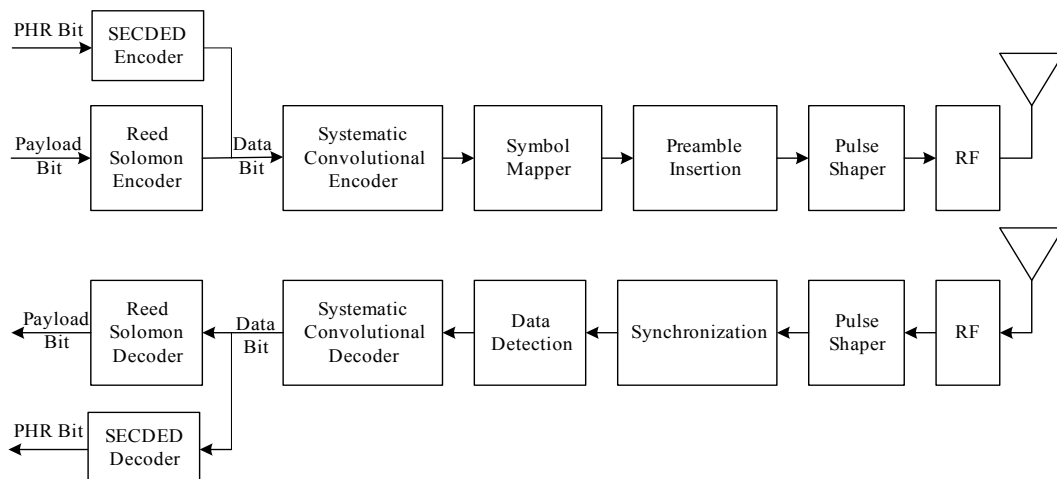 PHR Bit
SECDED
Encoder
Payload
Bit
Reed
Solomon
Encoder
Data
Bit
Systematic
Convolutional
Encoder
Symbol
Mapper
Preamble
Insertion
Pulse
Shaper
RF
Payload
Bit
Reed
Solomon
Decoder
Data
Bit
Systematic
Convolutional
Decoder
Data
Detection
Synchronization
Pulse
Shaper
RF
PHR Bit
SECDED
Decoder